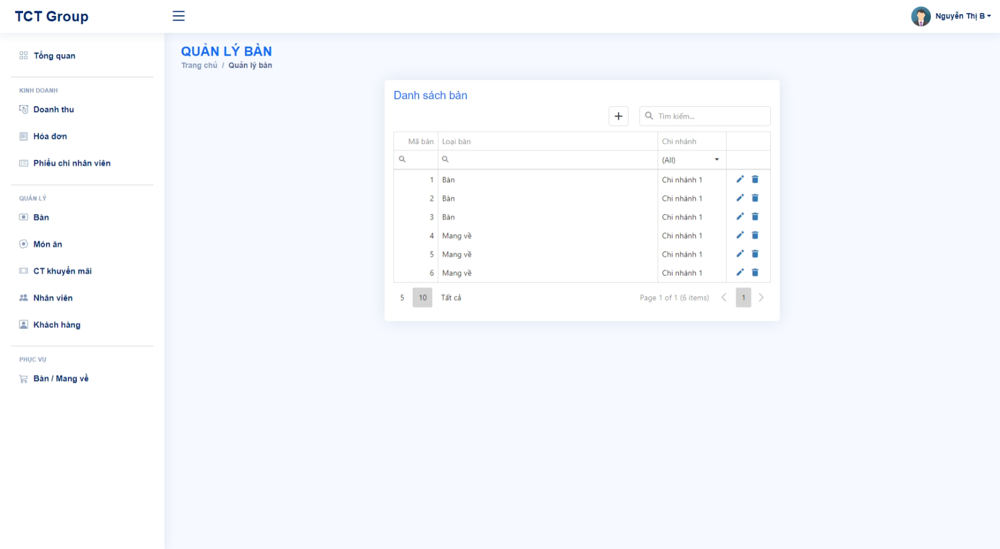 TCT Group
Nguyễn Thị B
Tổng quan
KINH DOANH
Doanh thu
Hóa đơn
Phiếu chi nhân viên
QUẢN LÝ
Bàn
Món ăn
CT khuyến mãi
Nhân viên
Khách hàng
PHỤC VỤ
Bàn / Mang về
QUẢN LÝ BÀN
Trang chủ / Quản lý bàn
Danh sách bàn
Tìm kiếm...
Mã bàn Loại bàn Chi nhánh
(All)
1 Bàn Chi nhánh 1
2 Bàn Chi nhánh 1
3 Bàn Chi nhánh 1
4 Mang về Chi nhánh 1
5 Mang về Chi nhánh 1
6 Mang về Chi nhánh 1
5 10 Tất cả Page 1 of 1 (6 items) 1